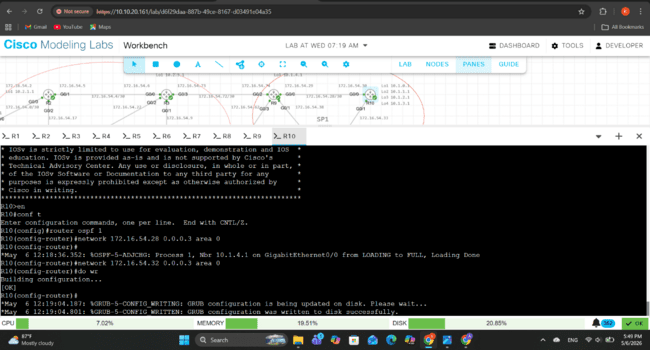 Not secure https://10.10.20.161/lab/d6f29daa-887b-49ce-8167-d03491e04a35
Gmail YouTube Maps All Bookmarks
Cisco Modeling Labs Workbench LAB AT WED 07:19 AM DASHBOARD TOOLS DEVELOPER
LAB NODES PANES GUIDE
SP1
R1 R2 R3 R4 R5 R6 R7 R8 R9 R10
* IOSv is strictly limited to use for evaluation, demonstration and IOS *
* education. IOSv is provided as-is and is not supported by Cisco's *
* Technical Advisory Center. Any use or disclosure, in whole or in part, *
* of the IOSv Software or Documentation to any third party for any *
* purposes is expressly prohibited except as otherwise authorized by *
* Cisco in writing. *
**************************************************************************
R10>en
R10#conf t
Enter configuration commands, one per line. End with CNTL/Z.
R10(config)#router ospf 1
R10(config-router)#network 172.16.54.28 0.0.0.3 area 0
R10(config-router)#
*May 6 12:18:36.352: %OSPF-5-ADJCHG: Process 1, Nbr 10.1.4.1 on GigabitEthernet0/0 from LOADING to FULL, Loading Done
R10(config-router)#network 172.16.54.32 0.0.0.3 area 0
R10(config-router)#do wr
Building configuration...
[OK]
R10(config-router)#
*May 6 12:19:04.187: %GRUB-5-CONFIG_WRITING: GRUB configuration is being updated on disk. Please wait...
*May 6 12:19:04.801: %GRUB-5-CONFIG_WRITTEN: GRUB configuration was written to disk successfully.
CPU 7.02% MEMORY 19.51% DISK 20.85% OK
87°F Mostly cloudy Search ENG 5:49 PM 5/6/2026